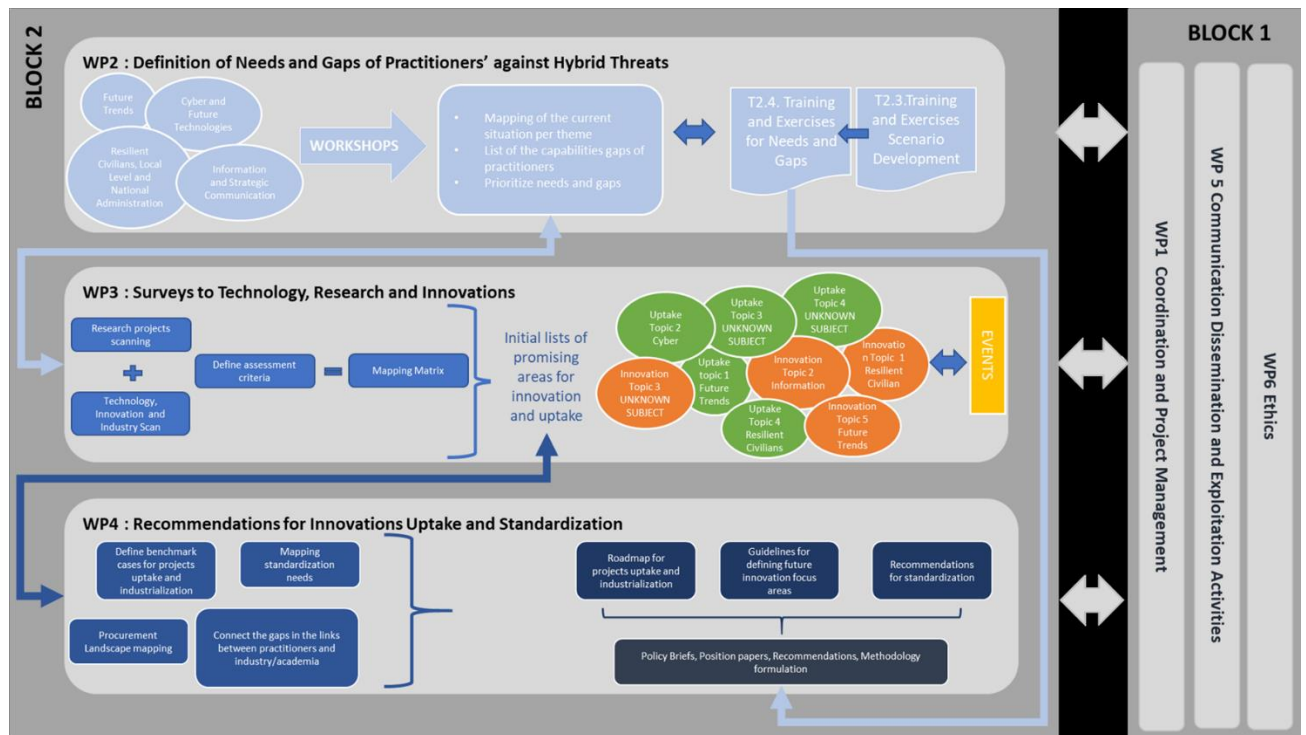 BLOCK 2
WP2 : Definition of Needs and Gaps of Practitioners' against Hybrid Threats
Future
Trends
Cyber and
Future
Technologies
Resilient
Civilians, Local
Level and
National
Administration
Information
and Strategic
Communication
WORKSHOPS
• Mapping of the current
situation per theme
• List of the capabilities gaps of
practitioners
• Prioritize needs and gaps
T2.4. Training
and Exercises
for Needs and
Gaps
T2.3.Training
and Exercises
Scenario
Development
WP3 : Surveys to Technology, Research and Innovations
Research projects
scanning
Technology,
Innovation and
Industry Scan
Define assessment
criteria
Mapping Matrix
Initial lists of
promising
areas for
innovation
and uptake
Uptake
Topic 2
Cyber
Uptake
Topic 3
UNKNOWN
SUBJECT
Uptake
Topic 4
UNKNOWN
SUBJECT
Innovation
Topic 3
UNKNOWN
SUBJECT
Uptake
topic 1
Future
Trends
Innovation
Topic 2
Information
Innovatio
n Topic 1
Resilient
Civilian
Uptake
Topic 4
Resilient
Civilians
Innovation
Topic 5
Future
Trends
EVENTS
WP4 : Recommendations for Innovations Uptake and Standardization
Define benchmark
cases for projects
uptake and
industrialization
Mapping
standardization
needs
Procurement
Landscape mapping
Connect the gaps in the links
between practitioners and
industry/academia
Roadmap for
projects uptake and
industrialization
Guidelines for
defining future
innovation focus
areas
Recommendations
for standardization
Policy Briefs, Position papers, Recommendations, Methodology
formulation
BLOCK 1
WP1 Coordination and Project Management
WP 5 Communication Dissemination and Exploitation Activities
WP6 Ethics